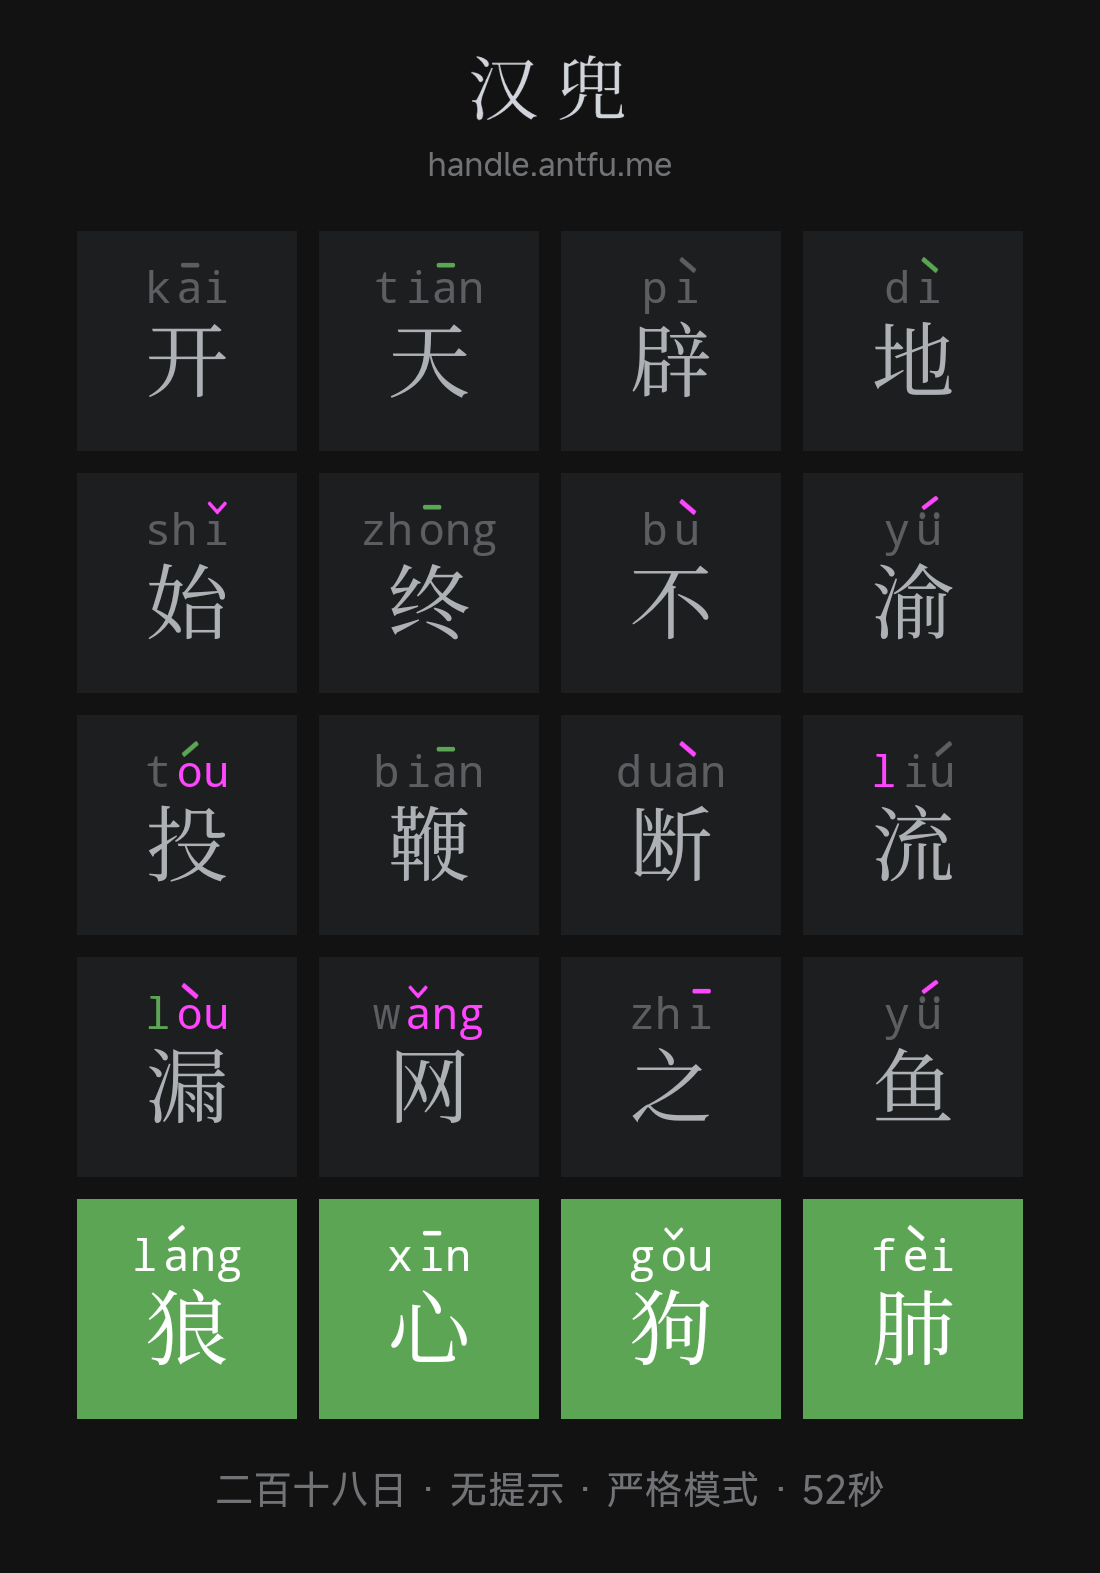 汉兜
handle.antfu.me
kāi tiān pì dì
开 天 辟 地
shǐ zhōng bù yǘ
始 终 不 渝
tóu biān duàn liú
投 鞭 断 流
lòu wǎng zhī yǘ
漏 网 之 鱼
láng xīn gǒu fèi
狼 心 狗 肺
二百十八日 · 无提示 · 严格模式 · 52秒